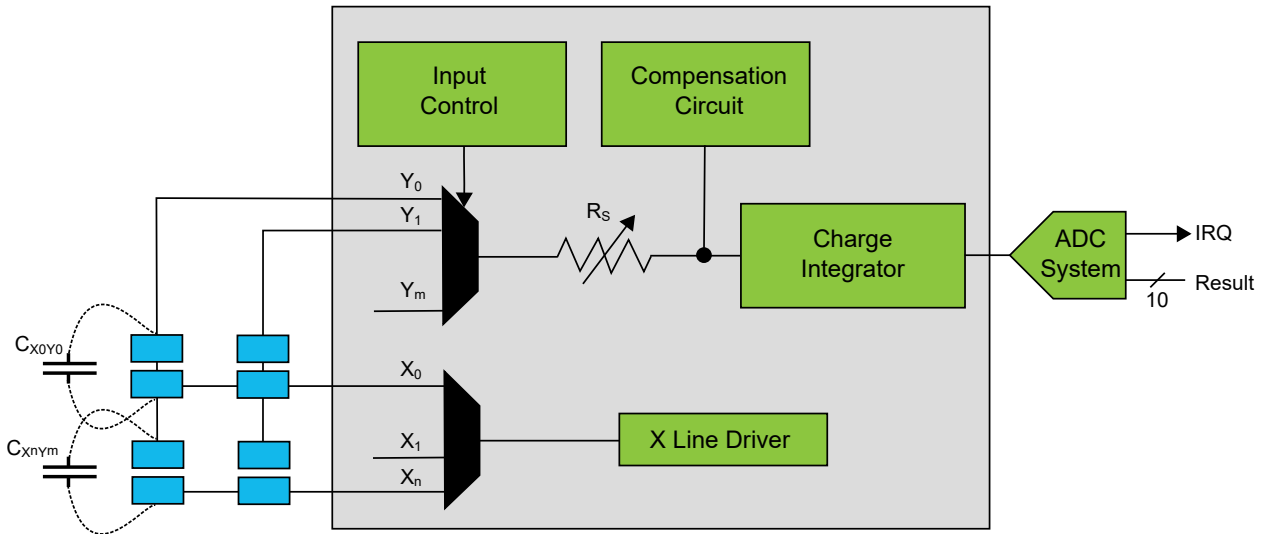 Input
Control
Compensation
Circuit
Y0
Y1
RS
Charge
Integrator
ADC
System
IRQ
Result
10
Ym
CX0Y0
X0
CXnYm
X1
Xn
X Line Driver